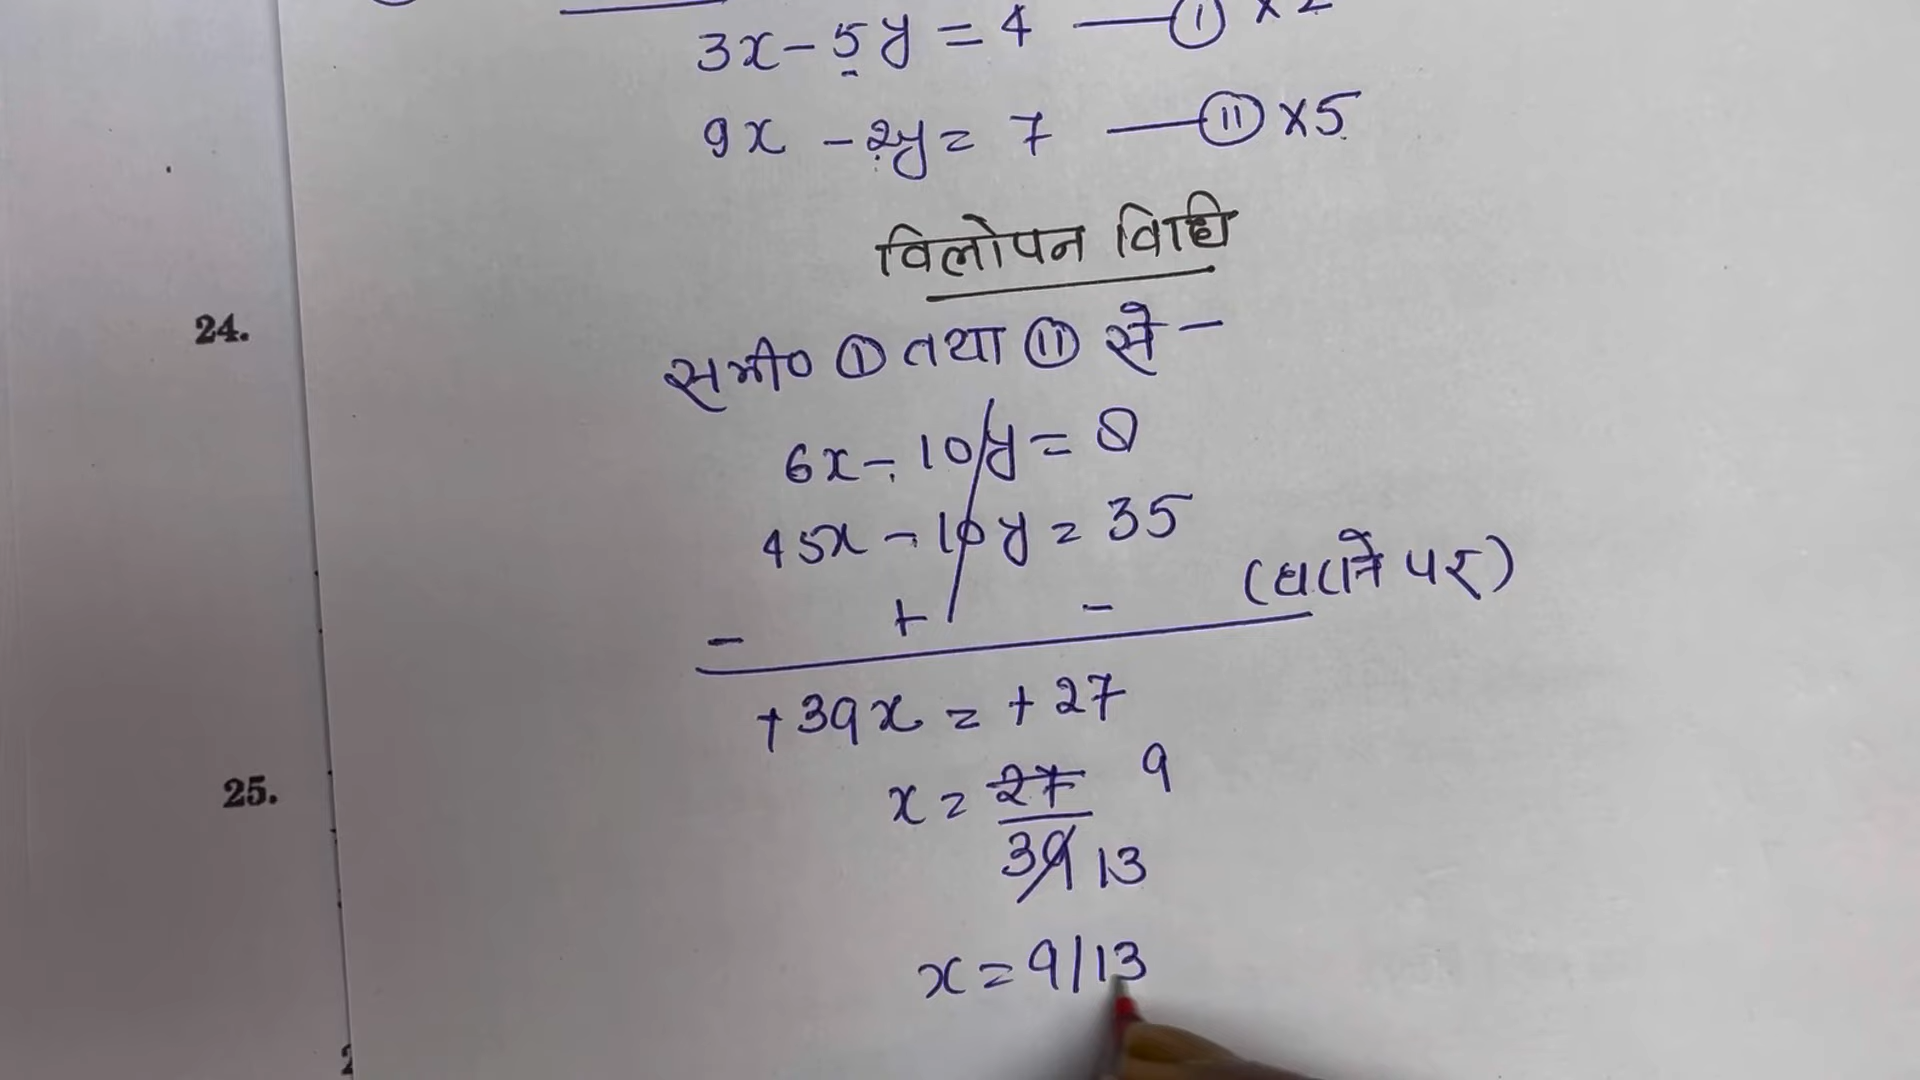 3x - 5y = 4 — (I) × 2
9x - 2y = 7 — (II) ×5
विलोपन विधि
24.
समी० (I) तथा (II) से -
6x - 10y = 8
45x - 10y = 35
(घटाने पर)
- + -
+39x = +27
x = 27 9
25.
39 13
x = 9/13